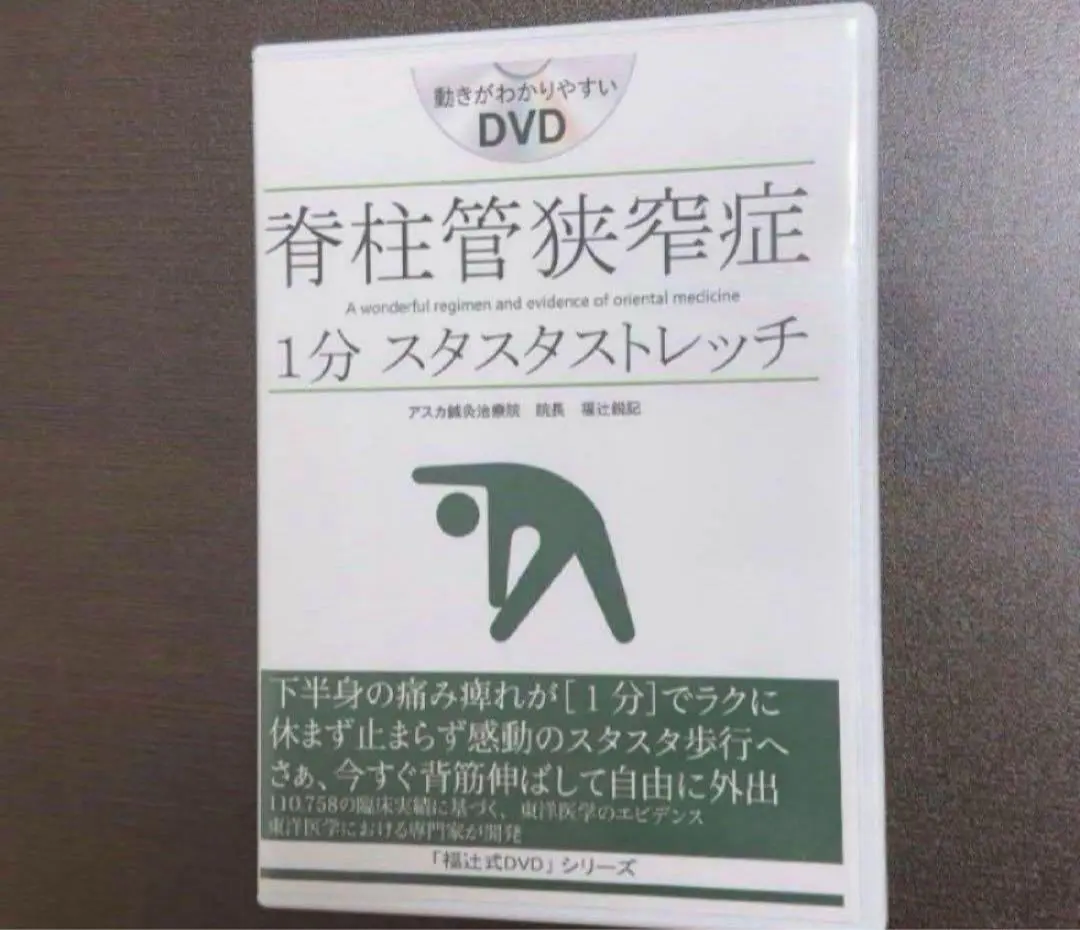 動きがわかりやすい
DVD
脊柱管狭窄症
A wonderful regimen and evidence of oriental medicine
1分 スタスタストレッチ
アスカ鍼灸治療院 院長 福辻鋭記
下半身の痛み痺れが[1分]でラクに
休まず止まらず感動のスタスタ歩行へ
さぁ、今すぐ背筋伸ばして自由に外出
110,758の臨床実績に基づく、東洋医学のエビデンス
東洋医学における専門家が開発
「福辻式DVD」シリーズ